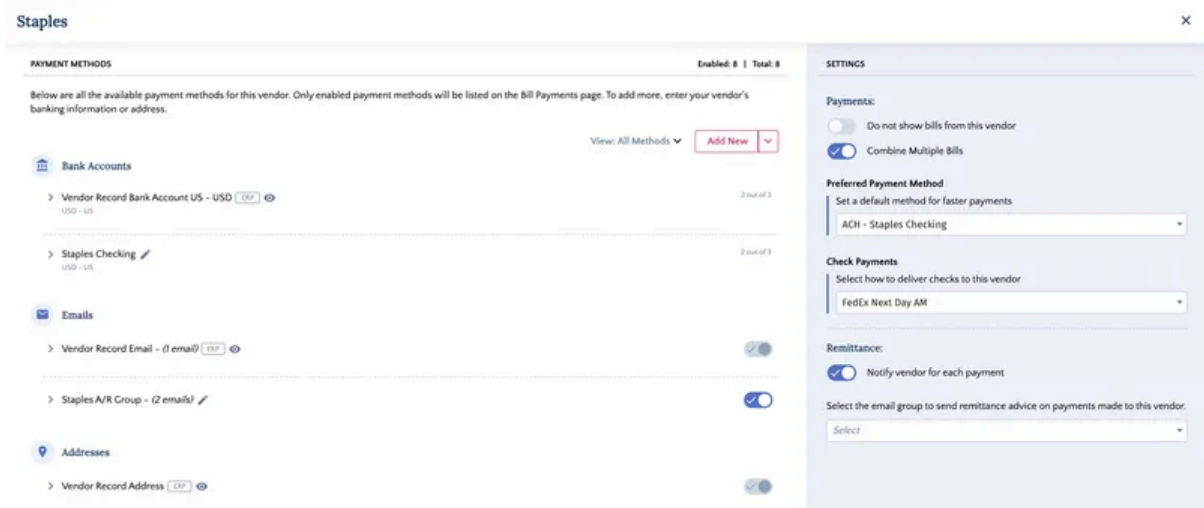 Staples
PAYMENT METHODS
Enabled: 8 | Total: 8
Below are all the available payment methods for this vendor. Only enabled payment methods will be listed on the Bill Payments page. To add more, enter your vendor's
banking information or address.
View: All Methods
Add New
Bank Accounts
Vendor Record Bank Account US - USD ERP
USD - US
2 out of 3
Staples Checking
USD - US
2 out of 3
Emails
Vendor Record Email - (1 email) ERP
Staples A/R Group - (2 emails)
Addresses
Vendor Record Address ERP
SETTINGS
Payments:
Do not show bills from this vendor
Combine Multiple Bills
Preferred Payment Method
Set a default method for faster payments
ACH - Staples Checking
Check Payments
Select how to deliver checks to this vendor
FedEx Next Day AM
Remittance:
Notify vendor for each payment
Select the email group to send remittance advice on payments made to this vendor.
Select